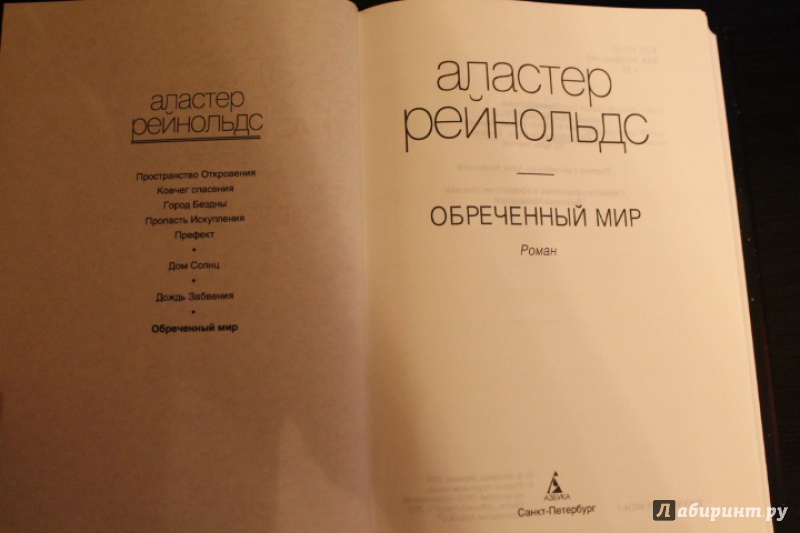 аластер
рейнольдс
Пространство Откровения
Ковчег спасения
Город Бездны
Пропасть Искупления
Префект
•
Дом Солнц
•
Дождь Забвения
•
Обреченный мир
аластер
рейнольдс
ОБРЕЧЕННЫЙ МИР
Роман
АЗБУКА
Санкт-Петербург
Лабиринт.ру